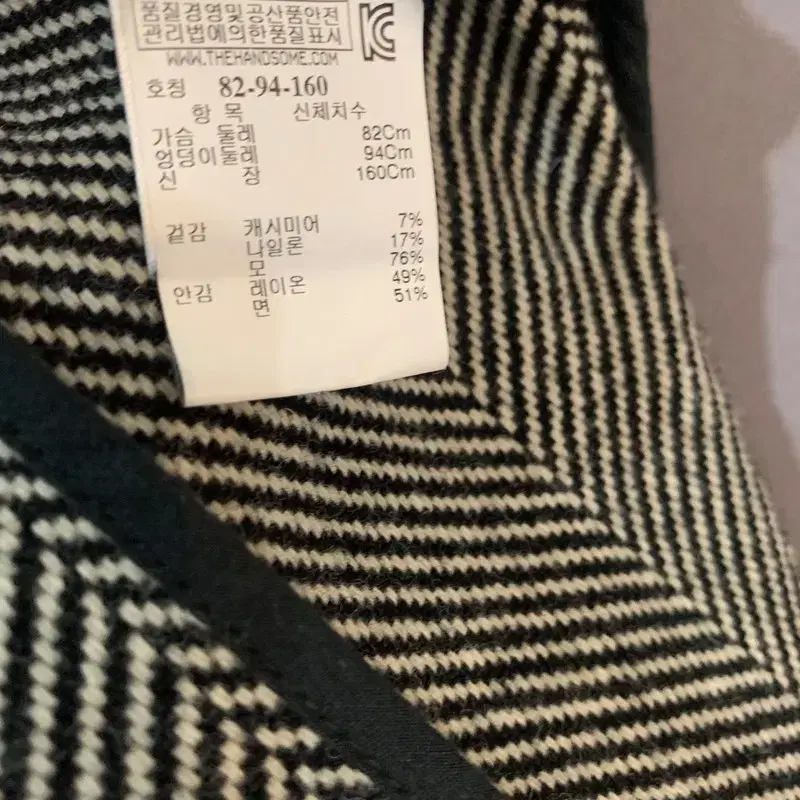 품질경영및공산품안전
관리법에의한품질표시
WWW.THEHANDSOME.COM
호칭 82-94-160
항 목 신체치수
가슴 둘레 82Cm
엉덩이둘레 94Cm
신 장 160Cm
겉감 캐시미어 7%
나일론 17%
모 76%
안감 레이온 49%
면 51%